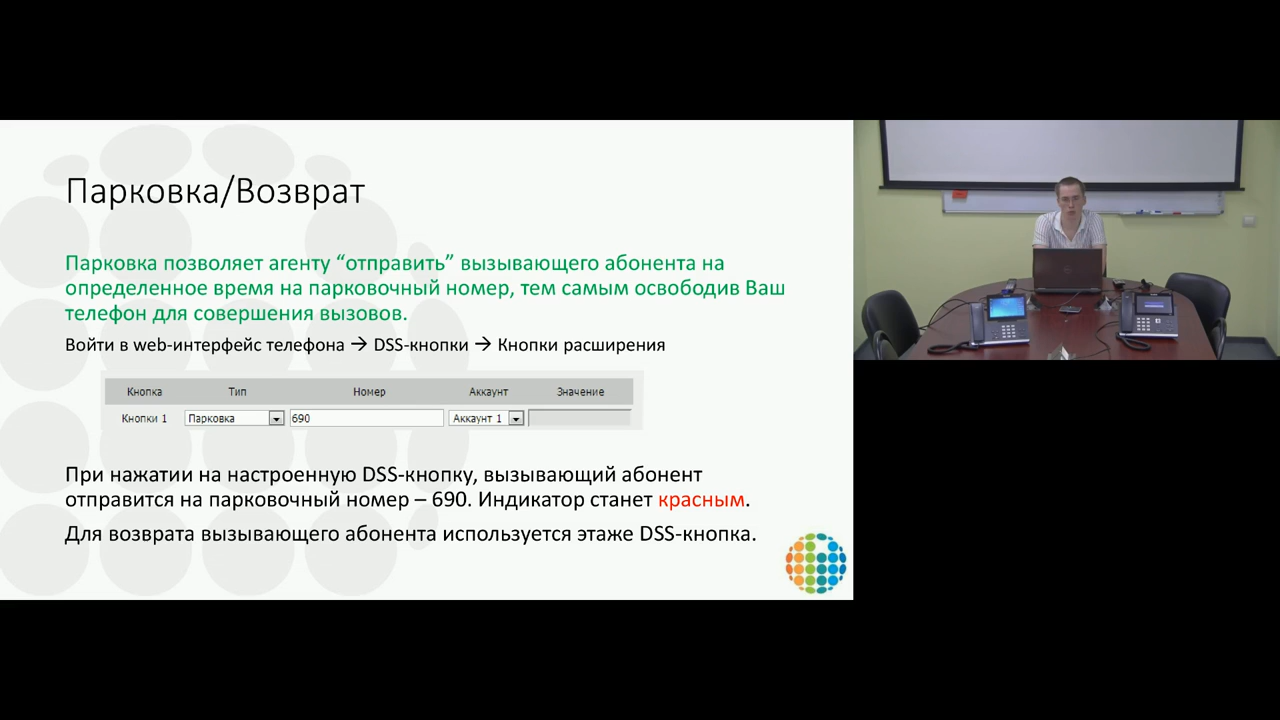 Парковка/Возврат
Парковка позволяет агенту “отправить” вызывающего абонента на
определенное время на парковочный номер, тем самым освободив Ваш
телефон для совершения вызовов.
Войти в web-интерфейс телефона → DSS-кнопки → Кнопки расширения
Кнопка Тип Номер Аккаунт Значение
Кнопки 1 Парковка 690 Аккаунт 1
При нажатии на настроенную DSS-кнопку, вызывающий абонент
отправится на парковочный номер – 690. Индикатор станет красным.
Для возврата вызывающего абонента используется этаже DSS-кнопка.